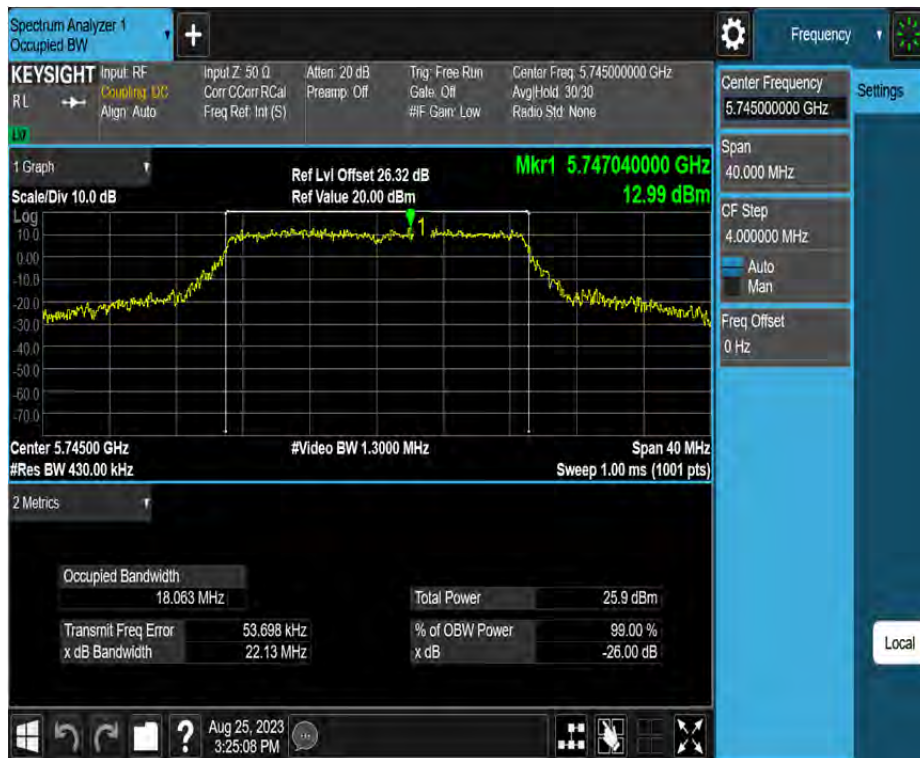 Spectrum Analyzer 1
Occupied BW
Frequency
KEYSIGHT
RL
Input: RF
Coupling: DC
Align: Auto
Input Z: 50 Ω
Corr CCorr RCal
Freq Ref: Int (S)
Atten: 20 dB
Preamp: Off
Trig: Free Run
Gate: Off
#IF Gain: Low
Center Freq: 5.745000000 GHz
Avg|Hold: 30/30
Radio Std: None
Center Frequency
5.745000000 GHz
Settings
Span
40.000 MHz
CF Step
4.000000 MHz
Auto
Man
Freq Offset
0 Hz
1 Graph
Scale/Div 10.0 dB
Ref Lvl Offset 26.32 dB
Ref Value 20.00 dBm
Mkr1 5.747040000 GHz
12.99 dBm
Log
10.0
0.00
-10.0
-20.0
-30.0
-40.0
-50.0
-60.0
-70.0
1
Center 5.74500 GHz
#Video BW 1.3000 MHz
Span 40 MHz
#Res BW 430.00 kHz
Sweep 1.00 ms (1001 pts)
2 Metrics
Occupied Bandwidth
18.063 MHz
Total Power 25.9 dBm
Transmit Freq Error 53.698 kHz
% of OBW Power 99.00 %
x dB Bandwidth 22.13 MHz
x dB -26.00 dB
Local
?
Aug 25, 2023
3:25:08 PM